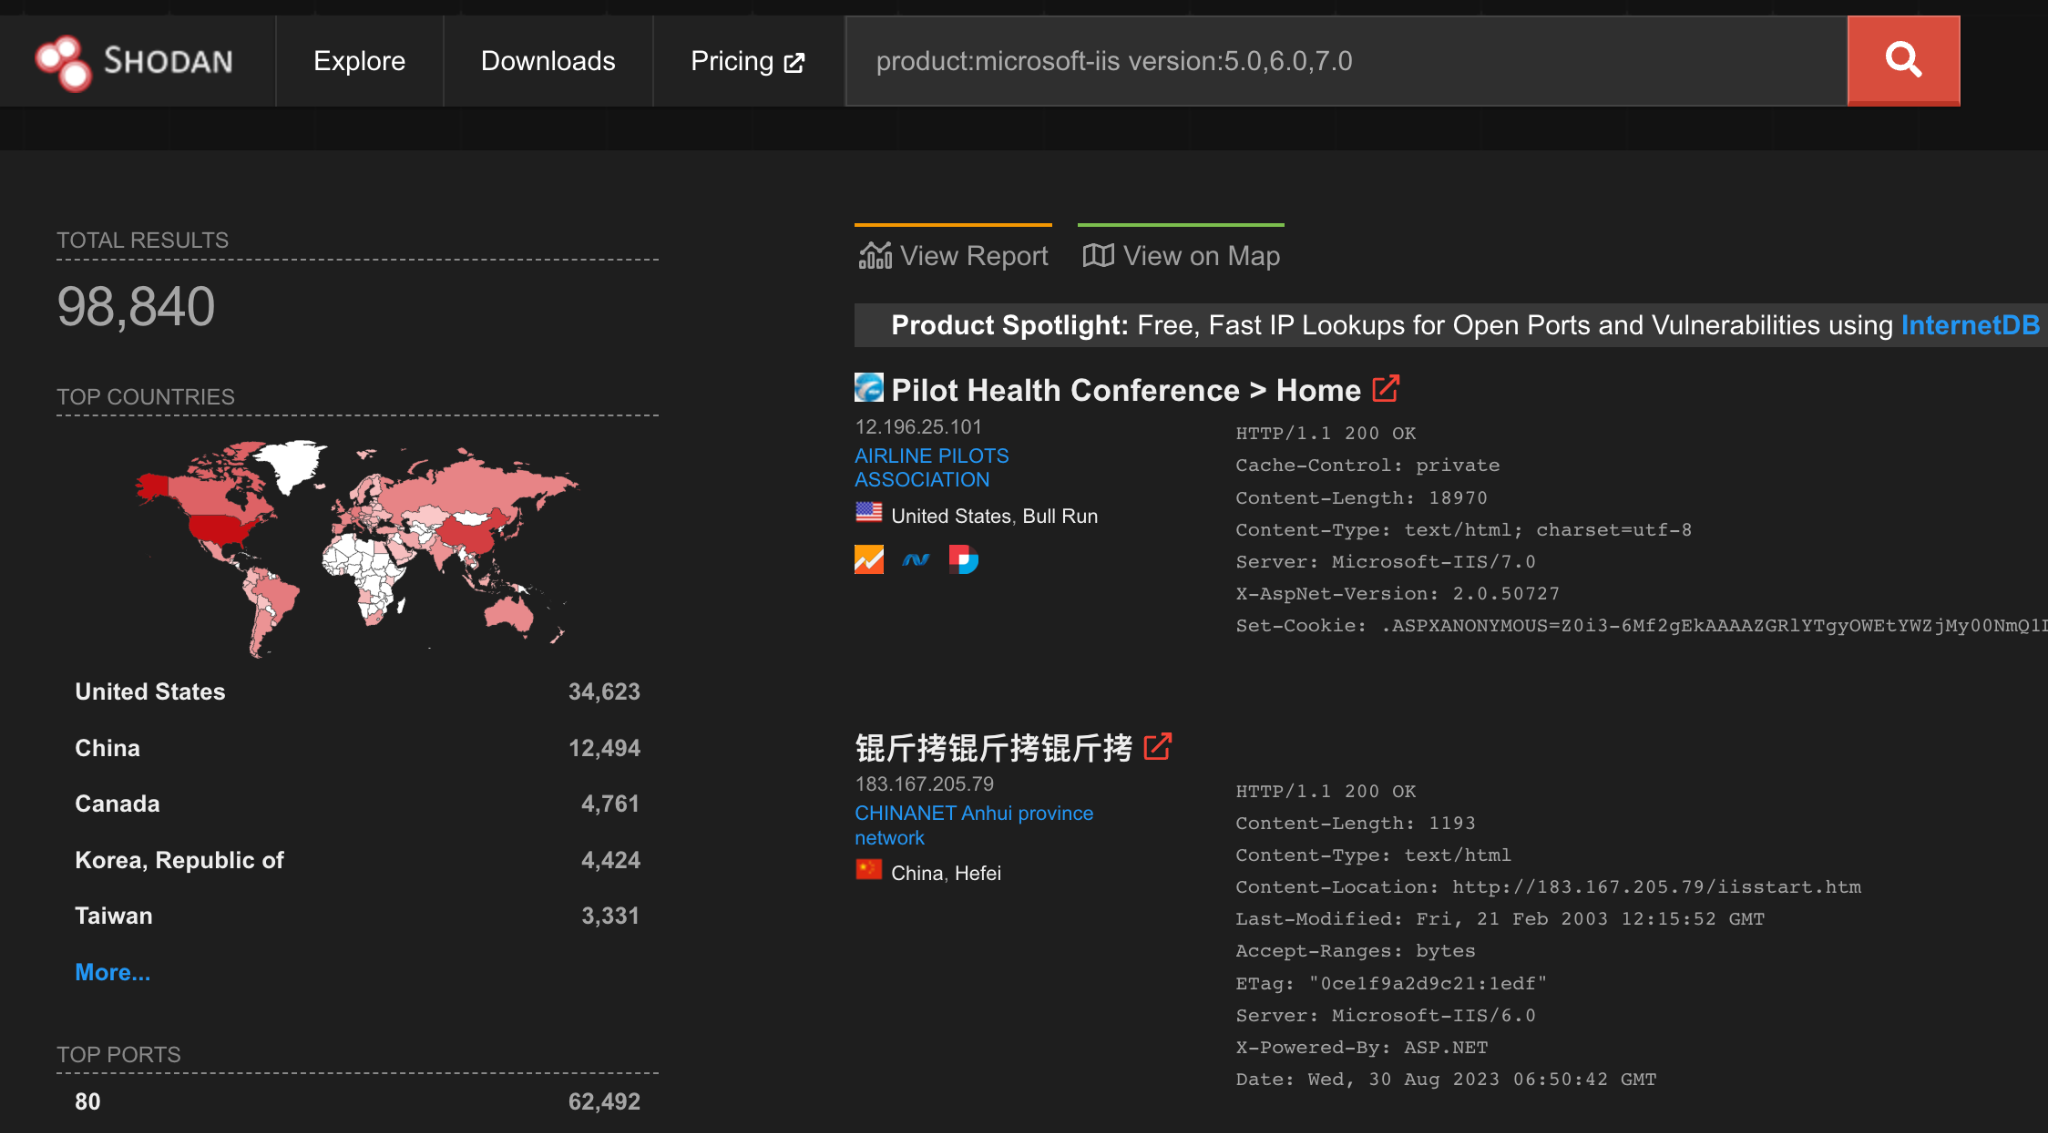 SHODAN
Explore
Downloads
Pricing
product:microsoft-iis version:5.0,6.0,7.0
TOTAL RESULTS
98,840
TOP COUNTRIES
United States 34,623
China 12,494
Canada 4,761
Korea, Republic of 4,424
Taiwan 3,331
More...
TOP PORTS
80 62,492
View Report
View on Map
Product Spotlight: Free, Fast IP Lookups for Open Ports and Vulnerabilities using InternetDB
Pilot Health Conference > Home
12.196.25.101
AIRLINE PILOTS
ASSOCIATION
United States, Bull Run
HTTP/1.1 200 OK
Cache-Control: private
Content-Length: 18970
Content-Type: text/html; charset=utf-8
Server: Microsoft-IIS/7.0
X-AspNet-Version: 2.0.50727
Set-Cookie: .ASPXANONYMOUS=Z0i3-6Mf2gEkAAAAZGRlYTgyOWEtYWZjMy00NmQ1
锟斤拷锟斤拷锟斤拷
183.167.205.79
CHINANET Anhui province
network
China, Hefei
HTTP/1.1 200 OK
Content-Length: 1193
Content-Type: text/html
Content-Location: http://183.167.205.79/iisstart.htm
Last-Modified: Fri, 21 Feb 2003 12:15:52 GMT
Accept-Ranges: bytes
ETag: "0ce1f9a2d9c21:1edf"
Server: Microsoft-IIS/6.0
X-Powered-By: ASP.NET
Date: Wed, 30 Aug 2023 06:50:42 GMT